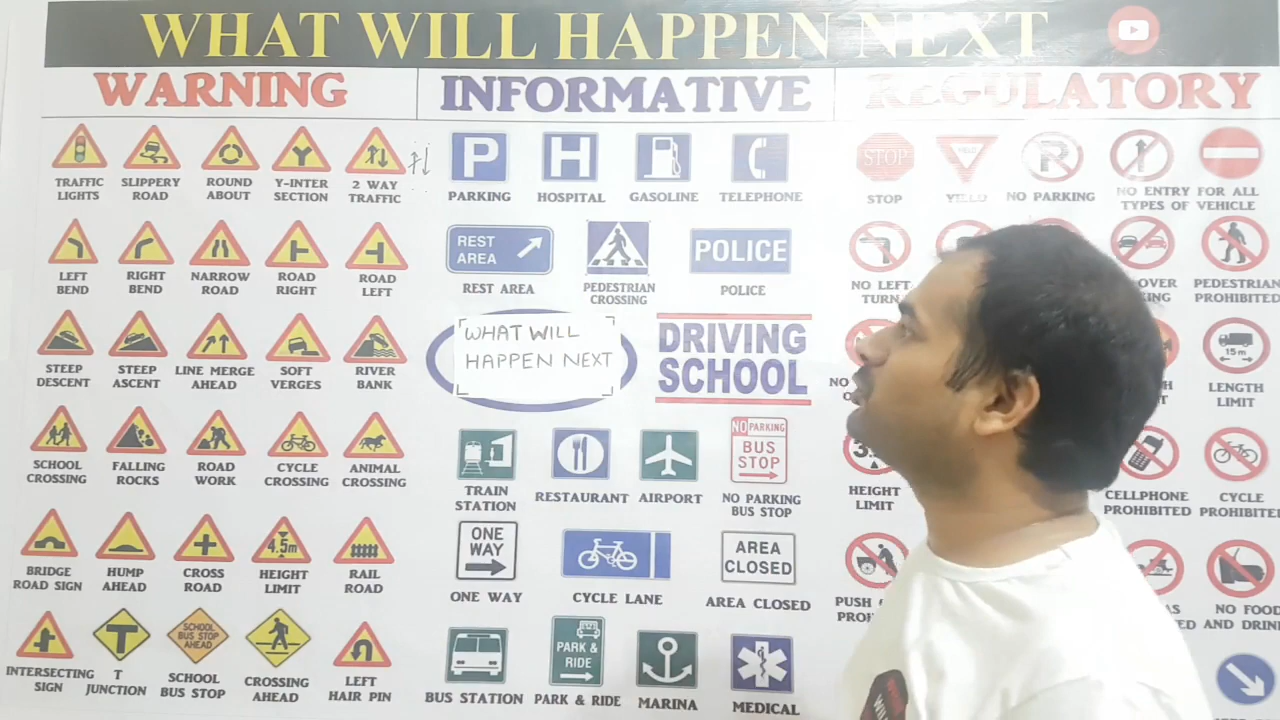 WHAT WILL HAPPEN NEXT
WARNING
TRAFFIC
LIGHTS
SLIPPERY
ROAD
ROUND
ABOUT
Y-INTER
SECTION
2 WAY
TRAFFIC
LEFT
BEND
RIGHT
BEND
NARROW
ROAD
ROAD
RIGHT
ROAD
LEFT
STEEP
DESCENT
STEEP
ASCENT
LINE MERGE
AHEAD
SOFT
VERGES
RIVER
BANK
SCHOOL
CROSSING
FALLING
ROCKS
ROAD
WORK
CYCLE
CROSSING
ANIMAL
CROSSING
BRIDGE
ROAD SIGN
HUMP
AHEAD
CROSS
ROAD
4.5m
HEIGHT
LIMIT
RAIL
ROAD
INTERSECTING
SIGN
T
JUNCTION
SCHOOL
BUS STOP
AHEAD
SCHOOL
BUS STOP
CROSSING
AHEAD
LEFT
HAIR PIN
INFORMATIVE
P
PARKING
H
HOSPITAL
GASOLINE
TELEPHONE
REST
AREA
REST AREA
PEDESTRIAN
CROSSING
POLICE
POLICE
WHAT WILL
HAPPEN NEXT
DRIVING
SCHOOL
TRAIN
STATION
RESTAURANT
AIRPORT
NO PARKING
BUS
STOP
NO PARKING
BUS STOP
ONE
WAY
ONE WAY
CYCLE LANE
AREA
CLOSED
AREA CLOSED
BUS STATION
PARK &
RIDE
PARK & RIDE
MARINA
MEDICAL
REGULATORY
STOP
STOP
YIELD
YIELD
R
NO PARKING
NO ENTRY FOR ALL
TYPES OF VEHICLE
NO LEFT
TURN
OVER
PEDESTRIAN
PROHIBITED
NO
15 m
LENGTH
LIMIT
HEIGHT
LIMIT
CELLPHONE
PROHIBITED
CYCLE
PROHIBITE
PUSH
NO FOOD
AND DRIN